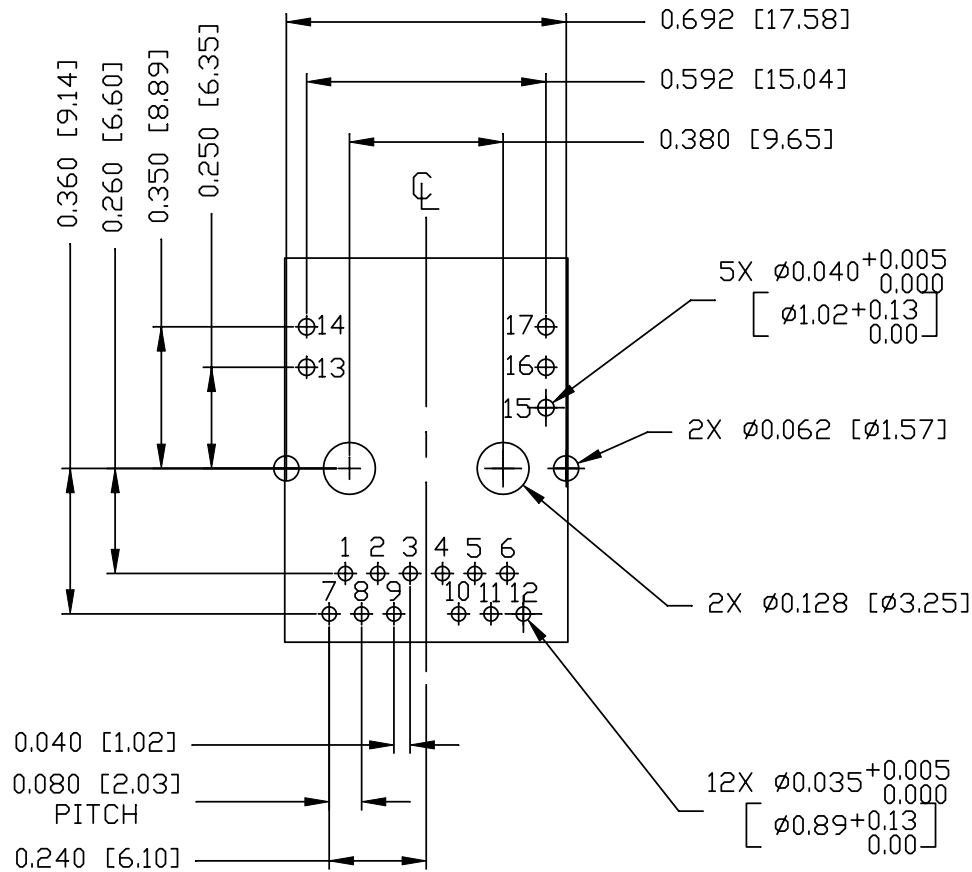 0.692 [17.58]
0.592 [15.04]
0.380 [9.65]
0.360 [9.14]
0.260 [6.60]
0.350 [8.89]
0.250 [6.35]
CL
5X Ø0.040 +0.005
0.000
[Ø1.02 +0.13
0.00]
14
17
13
16
15
2X Ø0.062 [Ø1.57]
1 2 3 4 5 6
7 8 9 10 11 12
2X Ø0.128 [Ø3.25]
0.040 [1.02]
0.080 [2.03]
PITCH
0.240 [6.10]
12X Ø0.035 +0.005
0.000
[Ø0.89 +0.13
0.00]